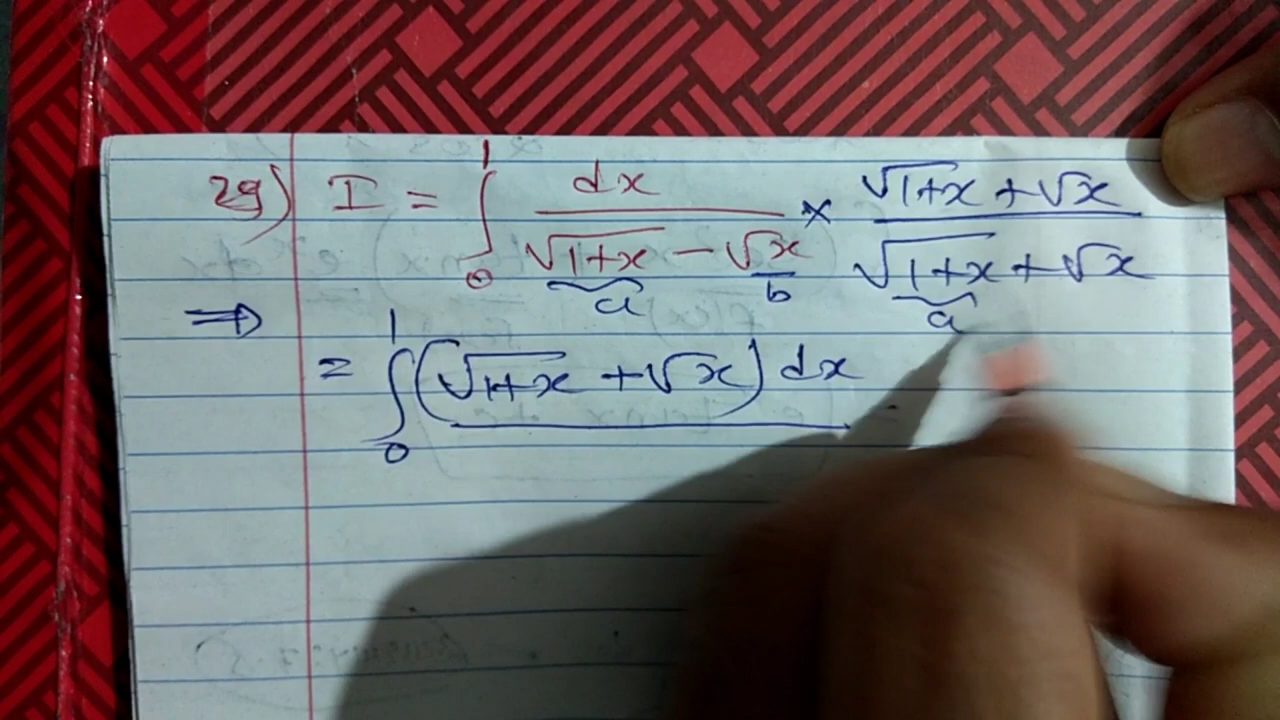 29) I = ∫₀¹ dx / (√(1+x) − √x) × (√(1+x) + √x) / (√(1+x) + √x)
a b a
⇒ = ∫₀¹ (√(1+x) + √x) dx